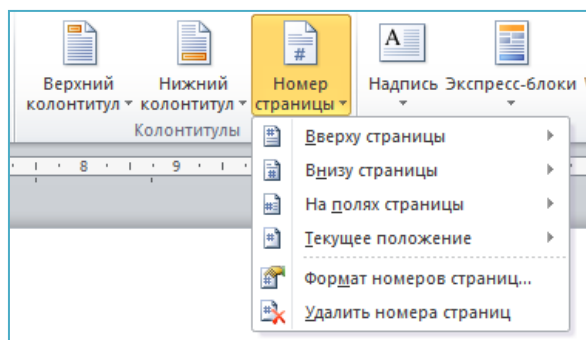 Верхний колонтитул
Нижний колонтитул
Номер страницы
Надпись
Экспресс-блоки
Колонтитулы
8 9
Вверху страницы
Внизу страницы
На полях страницы
Текущее положение
Формат номеров страниц...
Удалить номера страниц